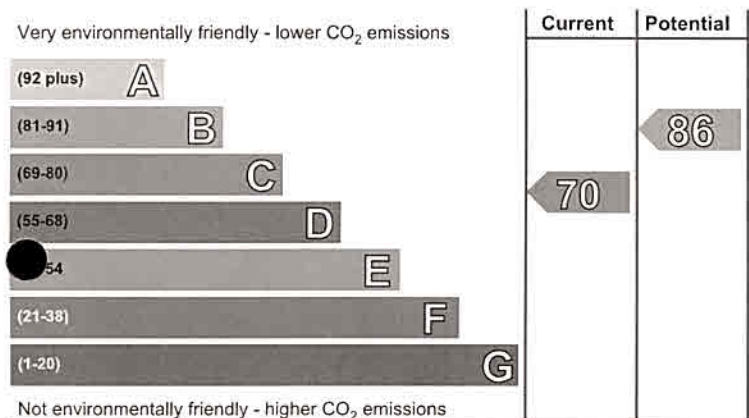 Very environmentally friendly - lower CO₂ emissions
Current
Potential
(92 plus) A
(81-91) B
86
(69-80) C
70
(55-68) D
54 E
(21-38) F
(1-20) G
Not environmentally friendly - higher CO₂ emissions